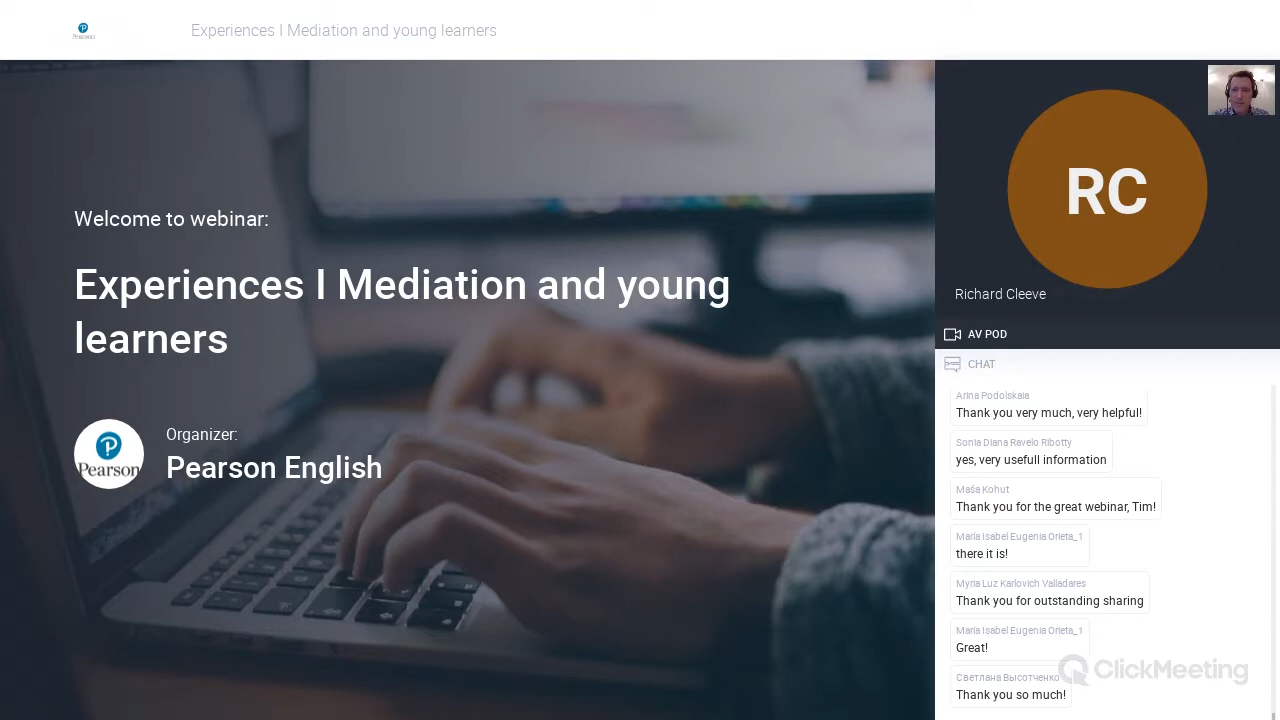 Pearson
Experiences I Mediation and young learners
Welcome to webinar:
Experiences I Mediation and young
learners
Pearson
Organizer:
Pearson English
RC
Richard Cleeve
AV POD
CHAT
Arina Podolskaia
Thank you very much, very helpful!
Sonia Diana Ravelo Ribotty
yes, very usefull information
Maša Kohut
Thank you for the great webinar, Tim!
María Isabel Eugenia Orieta_1
there it is!
Myria Luz Karlovich Valladares
Thank you for outstanding sharing
María Isabel Eugenia Orieta_1
Great!
Светлана Высотченко
Thank you so much!
ClickMeeting